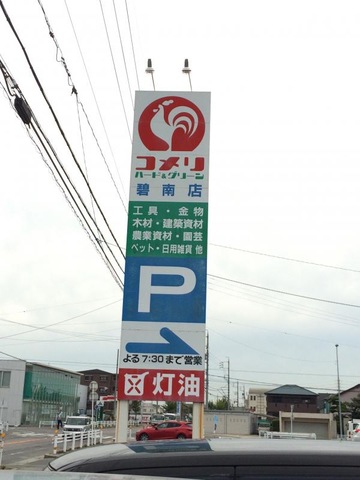 コメリ
ハード&グリーン
碧南店
工具・金物
木材・建築資材
農業資材・園芸
ペット・日用雑貨 他
P
よる7:30まで営業
灯油